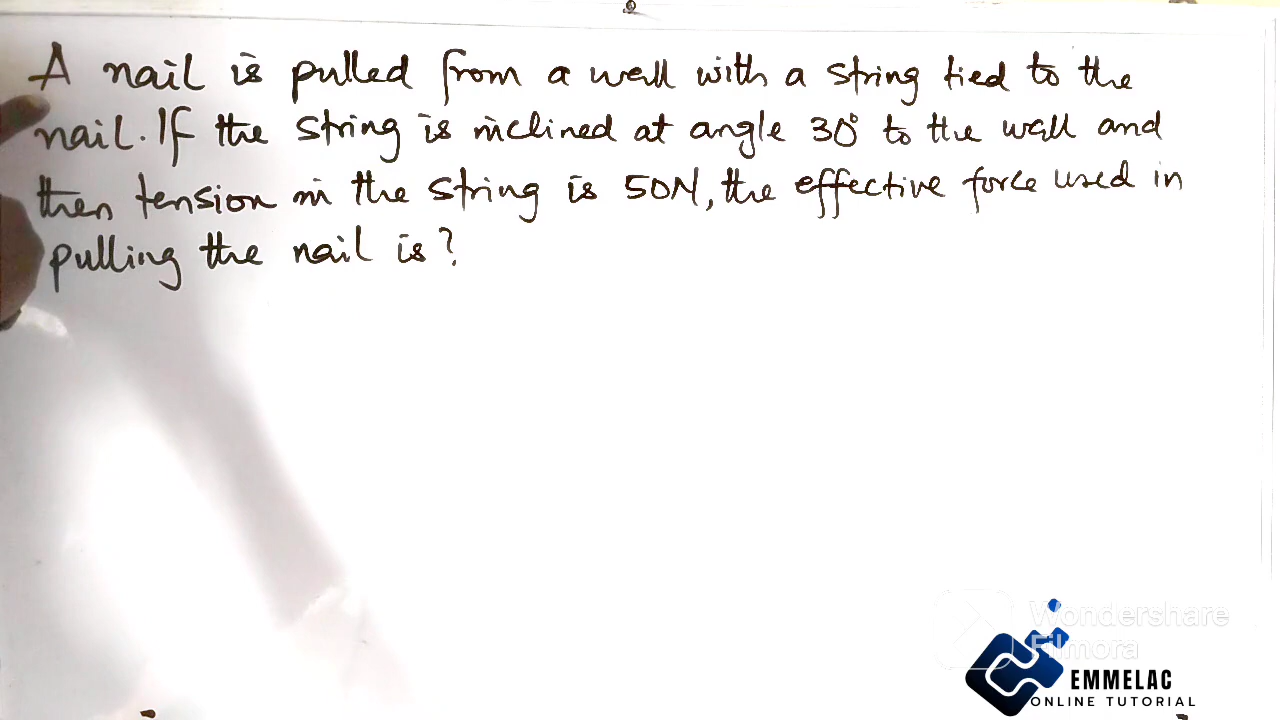 A nail is pulled from a wall with a string tied to the
nail. If the string is inclined at angle 30° to the wall and
then tension in the string is 50N, the effective force used in
pulling the nail is?
Wondershare
Filmora
EMMELAC
ONLINE TUTORIAL